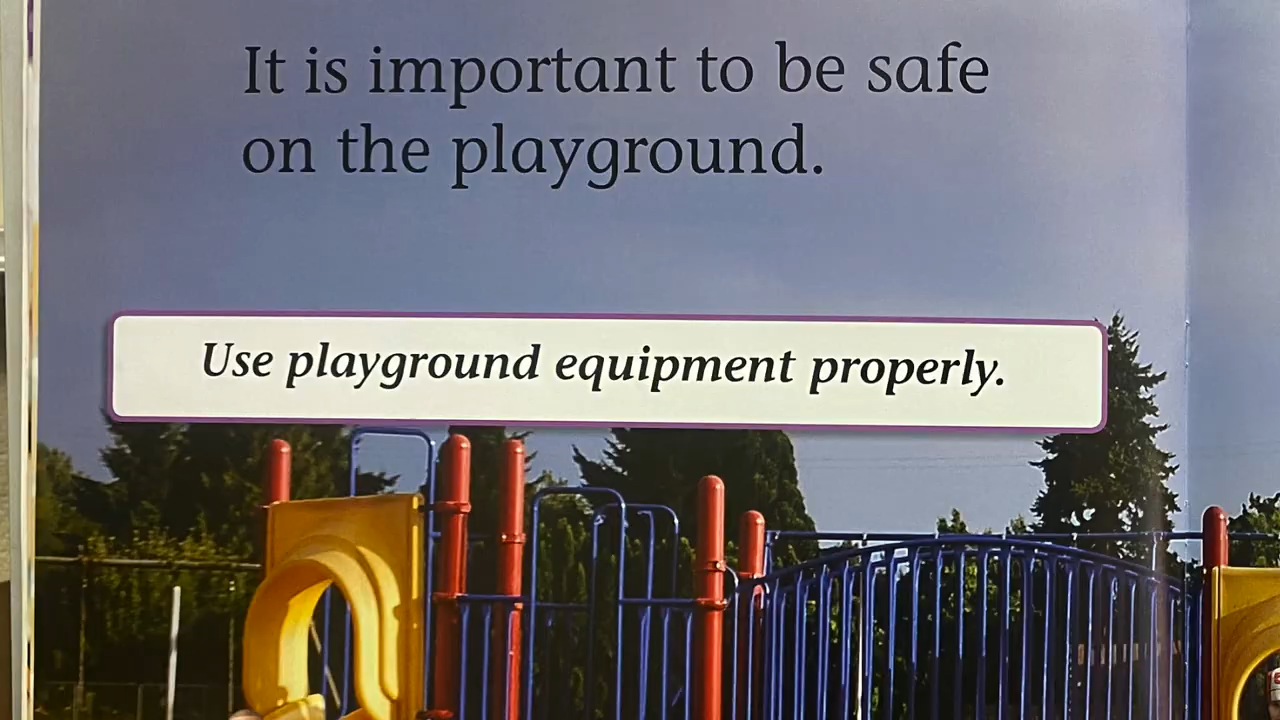 It is important to be safe
on the playground.
Use playground equipment properly.